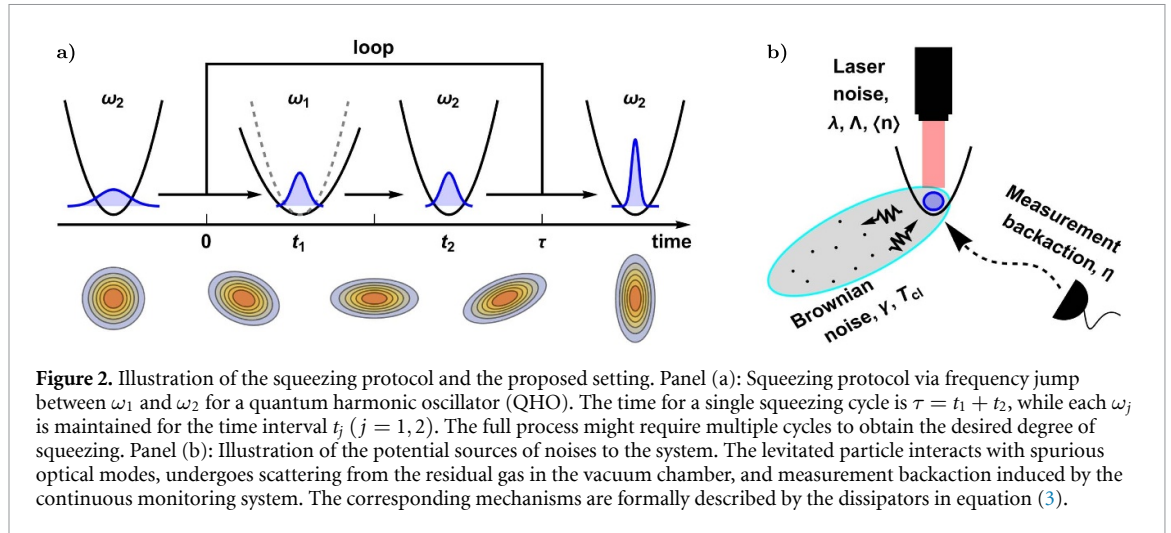 a)
loop
ω2
ω1
ω2
ω2
0
t1
t2
τ
time
b)
Laser
noise,
λ, Λ, ⟨n⟩
Measurement
backaction, η
Brownian
noise, γ, Tcl
Figure 2. Illustration of the squeezing protocol and the proposed setting. Panel (a): Squeezing protocol via frequency jump
between ω1 and ω2 for a quantum harmonic oscillator (QHO). The time for a single squeezing cycle is τ = t1 + t2, while each ωj
is maintained for the time interval tj (j = 1, 2). The full process might require multiple cycles to obtain the desired degree of
squeezing. Panel (b): Illustration of the potential sources of noises to the system. The levitated particle interacts with spurious
optical modes, undergoes scattering from the residual gas in the vacuum chamber, and measurement backaction induced by the
continuous monitoring system. The corresponding mechanisms are formally described by the dissipators in equation (3).